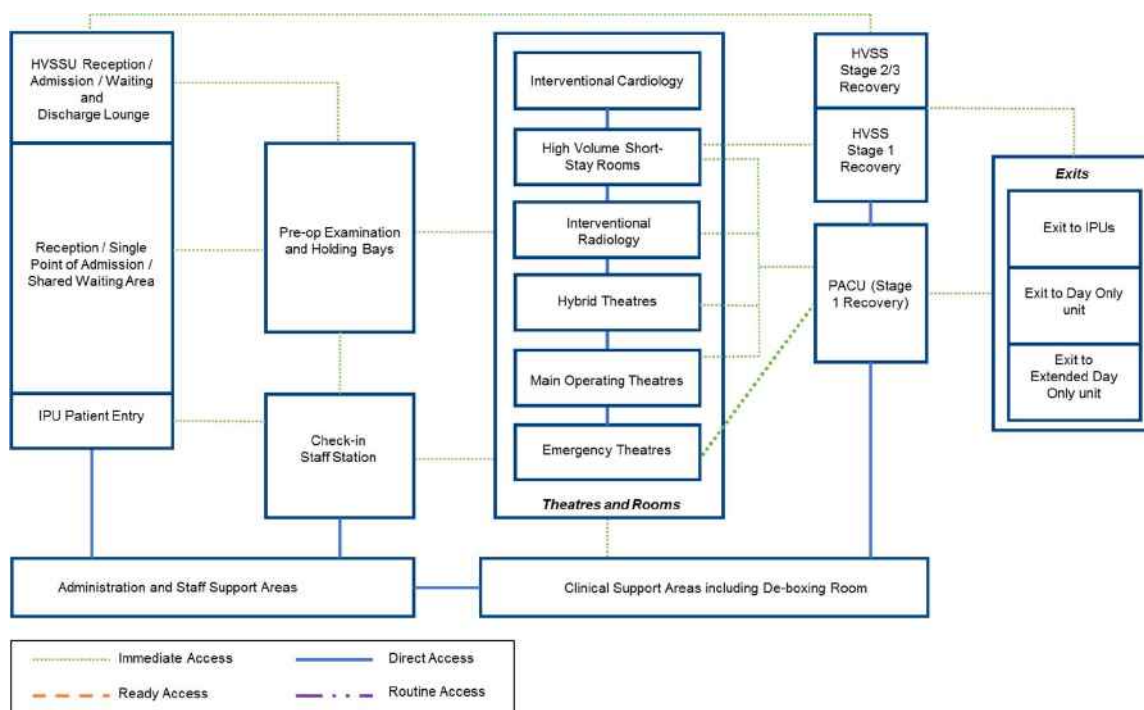 HVSSU Reception /
Admission / Waiting
and
Discharge Lounge
Reception / Single
Point of Admission /
Shared Waiting Area
IPU Patient Entry
Pre-op Examination
and Holding Bays
Check-in
Staff Station
Interventional Cardiology
High Volume Short-
Stay Rooms
Interventional
Radiology
Hybrid Theatres
Main Operating Theatres
Emergency Theatres
Theatres and Rooms
HVSS
Stage 2/3
Recovery
HVSS
Stage 1
Recovery
PACU (Stage
1 Recovery)
Exits
Exit to IPUs
Exit to Day Only
unit
Exit to
Extended Day
Only unit
Administration and Staff Support Areas
Clinical Support Areas including De-boxing Room
Immediate Access
Direct Access
Ready Access
Routine Access